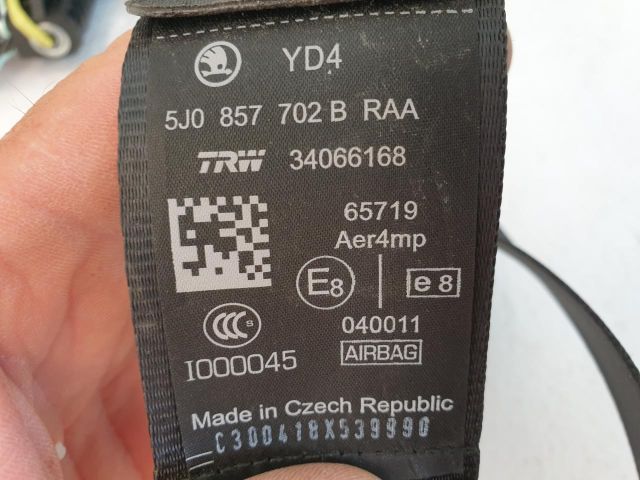 YD4
5J0 857 702 B RAA
TRW 34066168
65719
Aer4mp
E8 e8
CCC S
040011
I000045 AIRBAG
Made in Czech Republic
C300418X539990